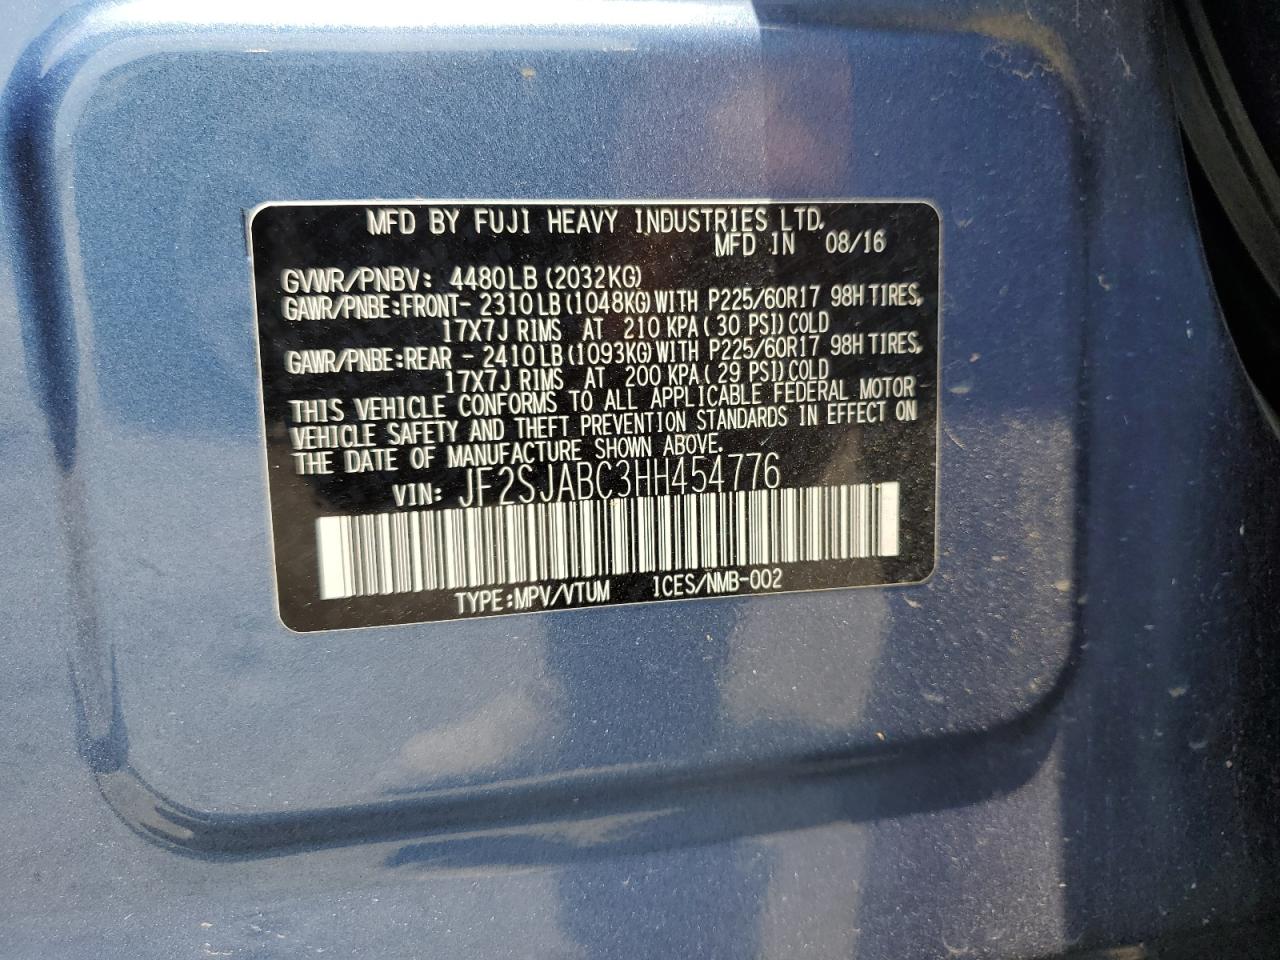 MFD BY FUJI HEAVY INDUSTRIES LTD.
MFD IN 08/16
GVWR/PNBV: 4480LB (2032KG)
GAWR/PNBE:FRONT- 2310LB (1048KG) WITH P225/60R17 98H TIRES,
17X7J RIMS AT 210 KPA ( 30 PSI) COLD
GAWR/PNBE:REAR - 2410LB (1093KG) WITH P225/60R17 98H TIRES,
17X7J RIMS AT 200 KPA ( 29 PSI) COLD
THIS VEHICLE CONFORMS TO ALL APPLICABLE FEDERAL MOTOR
VEHICLE SAFETY AND THEFT PREVENTION STANDARDS IN EFFECT ON
THE DATE OF MANUFACTURE SHOWN ABOVE.
VIN: JF2SJABC3HH454776
TYPE:MPV/VTUM ICES/NMB-002